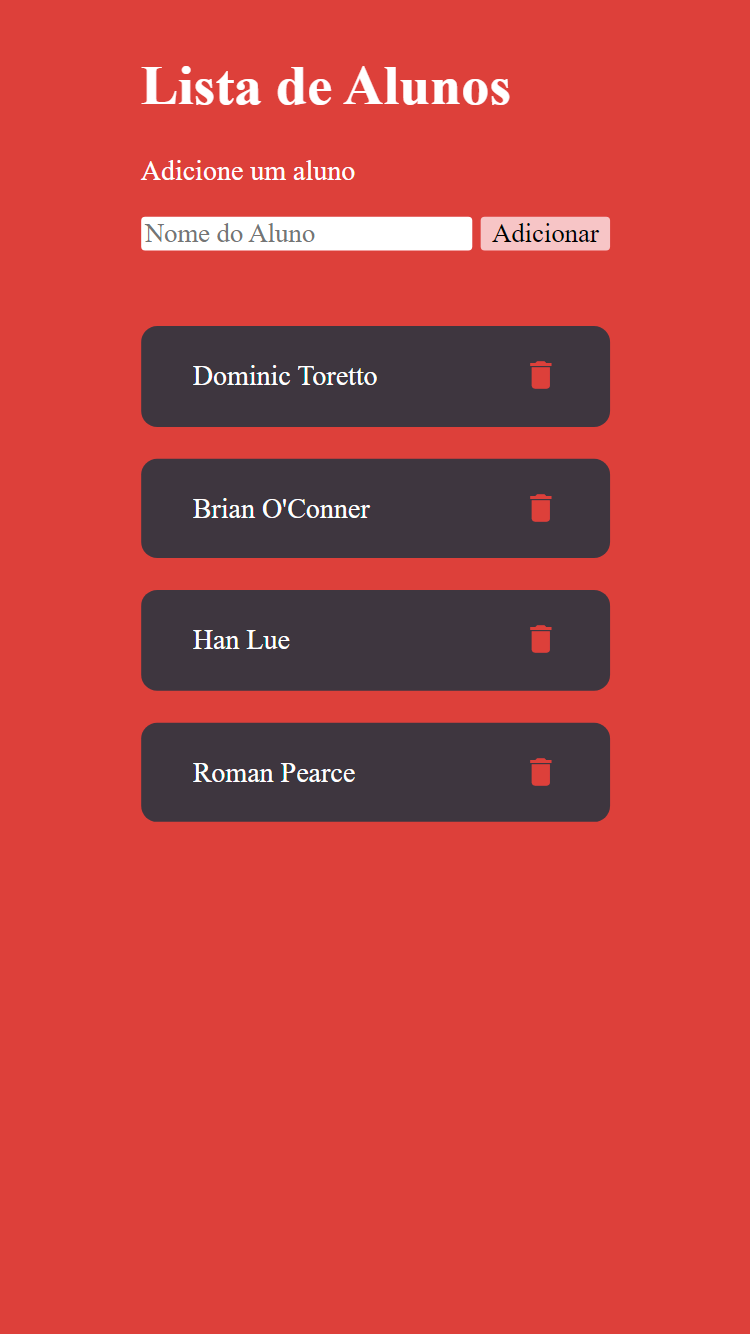 Lista de Alunos
Adicione um aluno
Nome do Aluno Adicionar
Dominic Toretto
Brian O'Conner
Han Lue
Roman Pearce